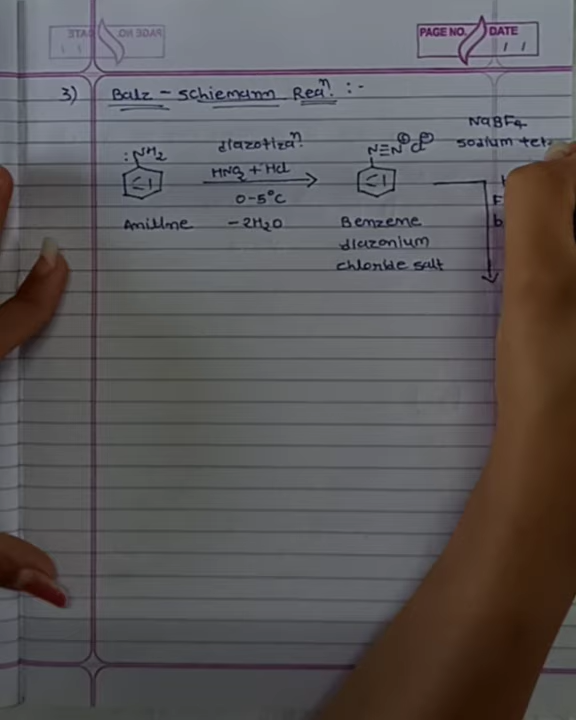 PAGE NO. DATE
/ /
3) Balz - Schiemann Reaⁿ. :-
NaBF4
:NH2 diazotizaⁿ. N≡N⊕ Cl⊖ sodium tet
HNO2 + HCl
0-5°C
Aniline -2H2O Benzene
diazonium
chloride salt